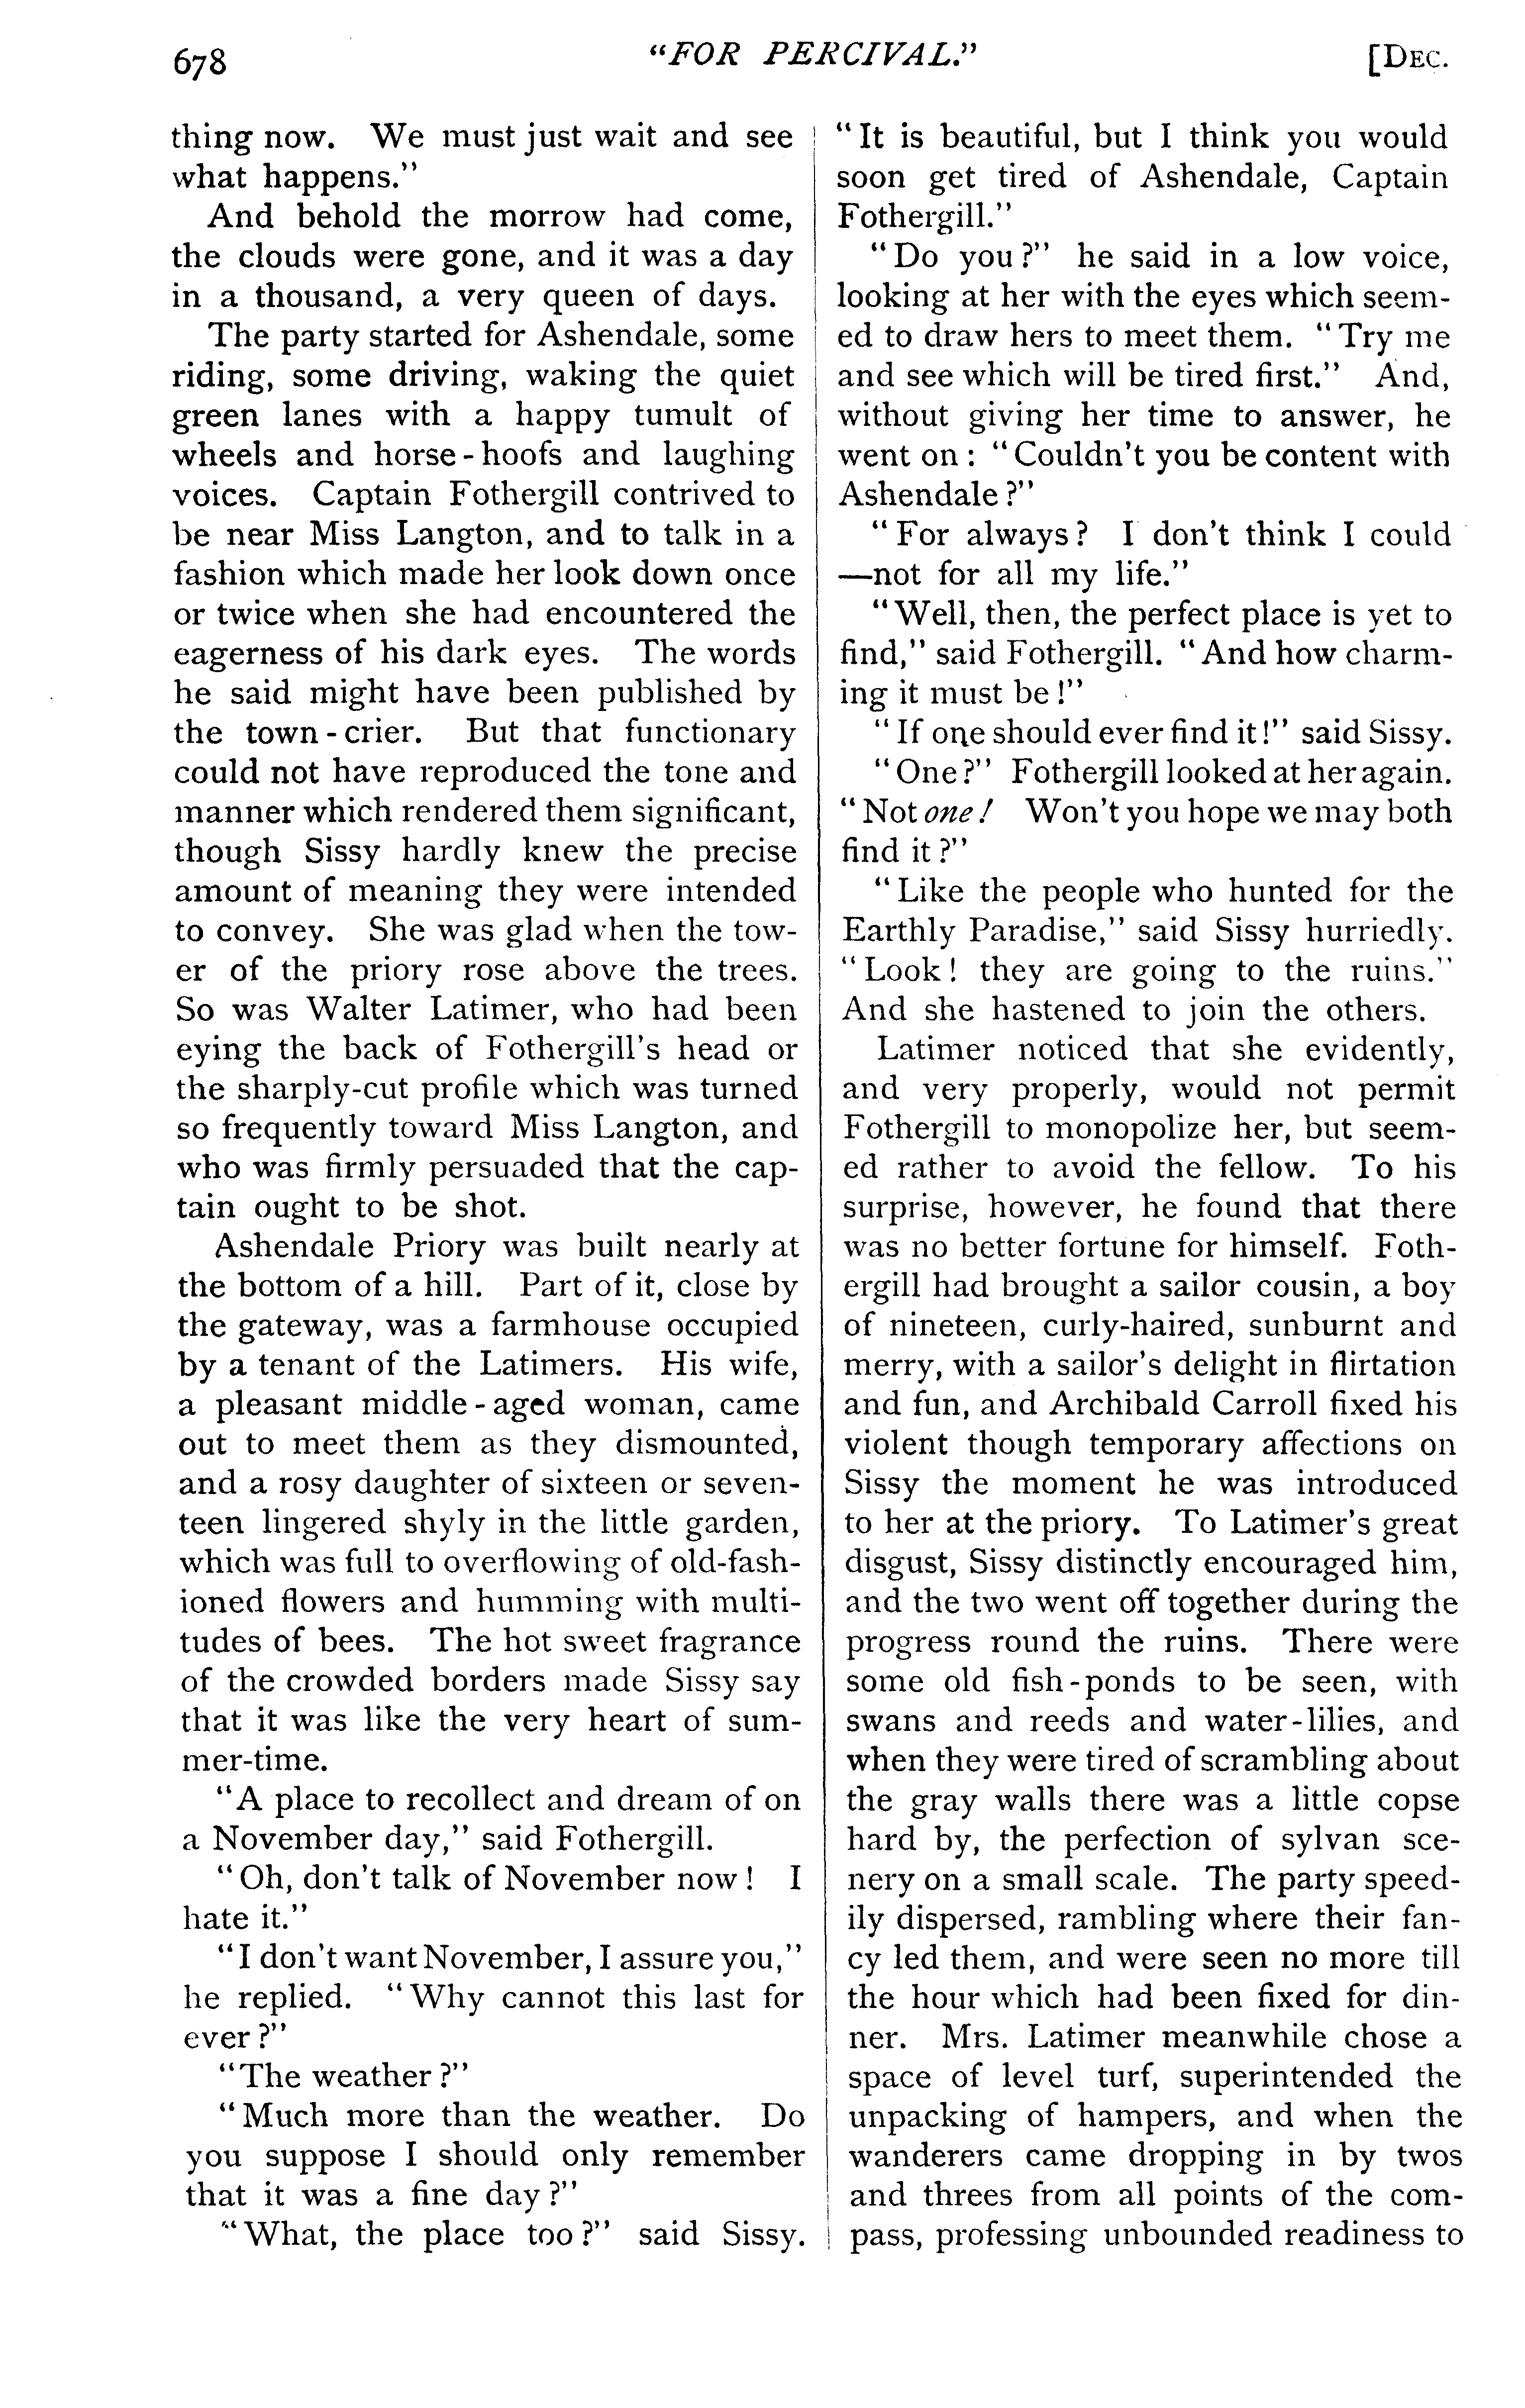 678
"FOR PERCIVAL."
[DEC.
thing now. We must just wait and see
what happens."
And behold the morrow had come,
the clouds were gone, and it was a day
in a thousand, a very queen of days.
The party started for Ashendale, some
riding, some driving, waking the quiet
green lanes with a happy tumult of
wheels and horse-hoofs and laughing
voices. Captain Fothergill contrived to
be near Miss Langton, and to talk in a
fashion which made her look down once
or twice when she had encountered the
eagerness of his dark eyes. The words
he said might have been published by
the town-crier. But that functionary
could not have reproduced the tone and
manner which rendered them significant,
though Sissy hardly knew the precise
amount of meaning they were intended
to convey. She was glad when the tow-
er of the priory rose above the trees.
So was Walter Latimer, who had been
eying the back of Fothergill's head or
the sharply-cut profile which was turned
so frequently toward Miss Langton, and
who was firmly persuaded that the cap-
tain ought to be shot.
Ashendale Priory was built nearly at
the bottom of a hill. Part of it, close by
the gateway, was a farmhouse occupied
by a tenant of the Latimers. His wife,
a pleasant middle-aged woman, came
out to meet them as they dismounted,
and a rosy daughter of sixteen or seven-
teen lingered shyly in the little garden,
which was full to overflowing of old-fash-
ioned flowers and humming with multi-
tudes of bees. The hot sweet fragrance
of the crowded borders made Sissy say
that it was like the very heart of sum-
mer-time.
"A place to recollect and dream of on
a November day," said Fothergill.
"Oh, don't talk of November now! I
hate it."
"I don't want November, I assure you,"
he replied. "Why cannot this last for
ever?"
"The weather?"
"Much more than the weather. Do
you suppose I should only remember
that it was a fine day?"
"What, the place too?" said Sissy.
"It is beautiful, but I think you would
soon get tired of Ashendale, Captain
Fothergill."
"Do you?" he said in a low voice,
looking at her with the eyes which seem-
ed to draw hers to meet them. "Try me
and see which will be tired first." And,
without giving her time to answer, he
went on: "Couldn't you be content with
Ashendale?"
"For always? I don't think I could
—not for all my life."
"Well, then, the perfect place is yet to
find," said Fothergill. "And how charm-
ing it must be!"
"If one should ever find it!" said Sissy.
"One?" Fothergill looked at her again.
"Not one! Won't you hope we may both
find it?"
"Like the people who hunted for the
Earthly Paradise," said Sissy hurriedly.
"Look! they are going to the ruins."
And she hastened to join the others.
Latimer noticed that she evidently,
and very properly, would not permit
Fothergill to monopolize her, but seem-
ed rather to avoid the fellow. To his
surprise, however, he found that there
was no better fortune for himself. Foth-
ergill had brought a sailor cousin, a boy
of nineteen, curly-haired, sunburnt and
merry, with a sailor's delight in flirtation
and fun, and Archibald Carroll fixed his
violent though temporary affections on
Sissy the moment he was introduced
to her at the priory. To Latimer's great
disgust, Sissy distinctly encouraged him,
and the two went off together during the
progress round the ruins. There were
some old fish-ponds to be seen, with
swans and reeds and water-lilies, and
when they were tired of scrambling about
the gray walls there was a little copse
hard by, the perfection of sylvan sce-
nery on a small scale. The party speed-
ily dispersed, rambling where their fan-
cy led them, and were seen no more till
the hour which had been fixed for din-
ner. Mrs. Latimer meanwhile chose a
space of level turf, superintended the
unpacking of hampers, and when the
wanderers came dropping in by twos
and threes from all points of the com-
pass, professing unbounded readiness to